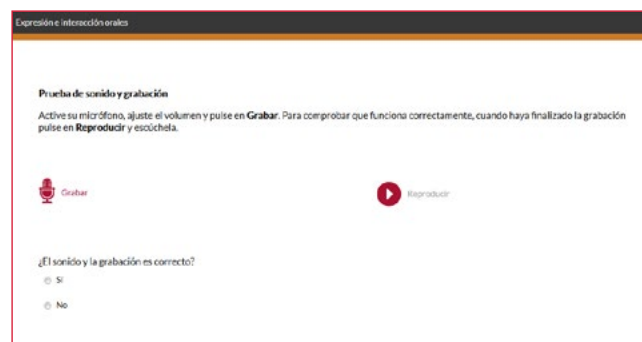 Expresión e interacción orales
Prueba de sonido y grabación
Active su micrófono, ajuste el volumen y pulse en Grabar. Para comprobar que funciona correctamente, cuando haya finalizado la grabación
pulse en Reproducir y escúchela.
Grabar
Reproducir
¿El sonido y la grabación es correcto?
Sí
No